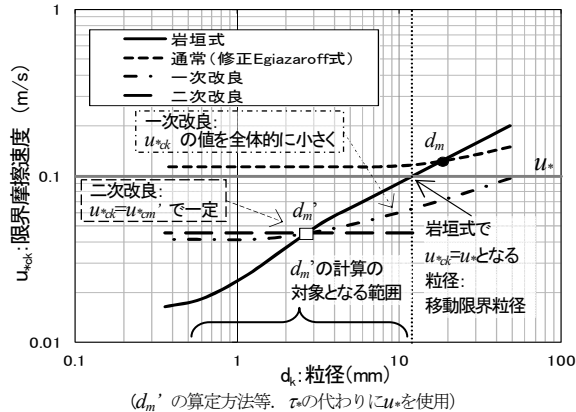 岩垣式
通常(修正Egiazaroff式)
一次改良
二次改良
一次改良:
u*ckの値を全体的に小さく
二次改良:
u*ck=u*cm’で一定
dm
dm’
u*
岩垣式で
u*ck=u*となる
粒径:
移動限界粒径
dm’の計算の
対象となる範囲
u*ck:限界摩擦速度 (m/s)
1
0.1
0.01
0.1
1
10
100
dk:粒径(mm)
(dm’ の算定方法等. τ*の代わりにu*を使用)